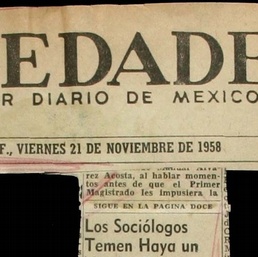 EDADE
R DIARIO DE MEXICO
F., VIERNES 21 DE NOVIEMBRE DE 1958
rez Acosta, al hablar momen-
tos antes de que el Primer
Magistrado les impusiera la
SIGUE EN LA PAGINA DOCE
Los Sociólogos
Temen Haya un